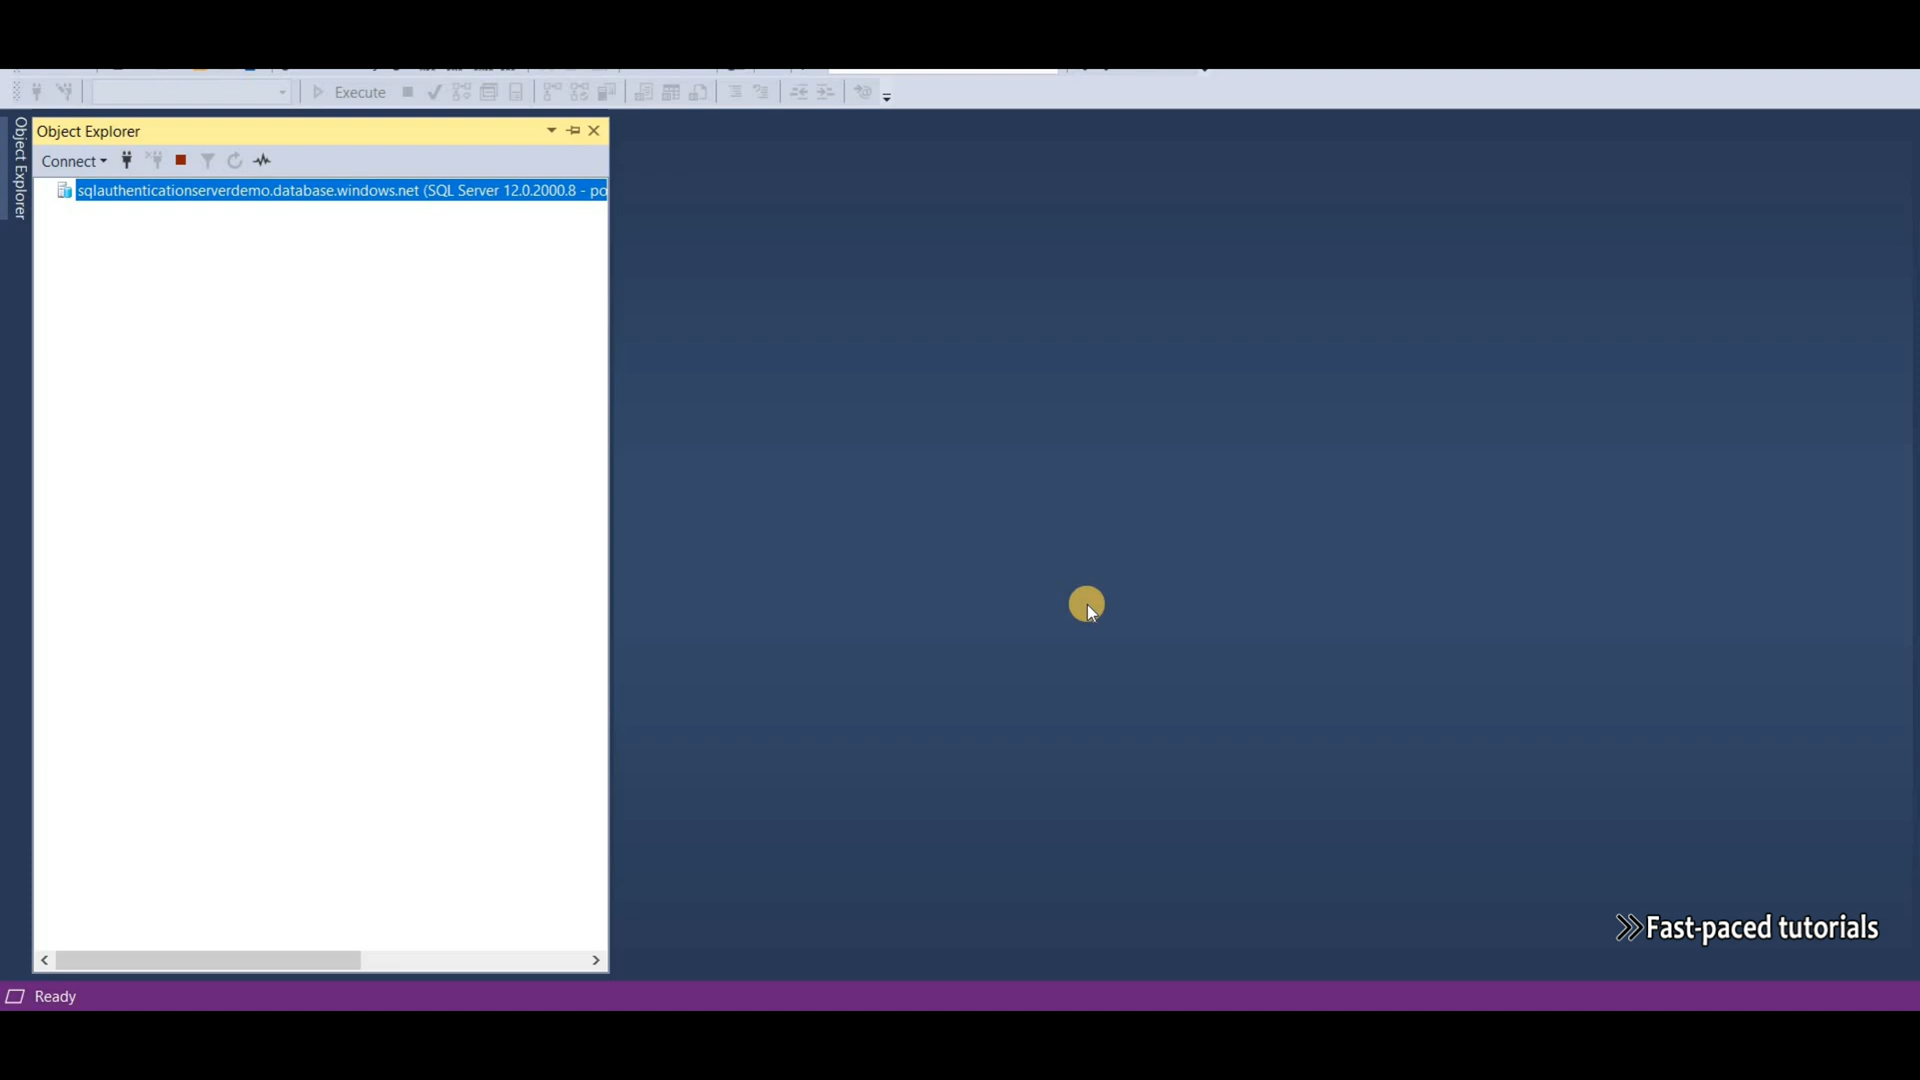 Execute
Object Explorer
Object Explorer
Connect
sqlauthenticationserverdemo.database.windows.net (SQL Server 12.0.2000.8 - po
Fast-paced tutorials
Ready